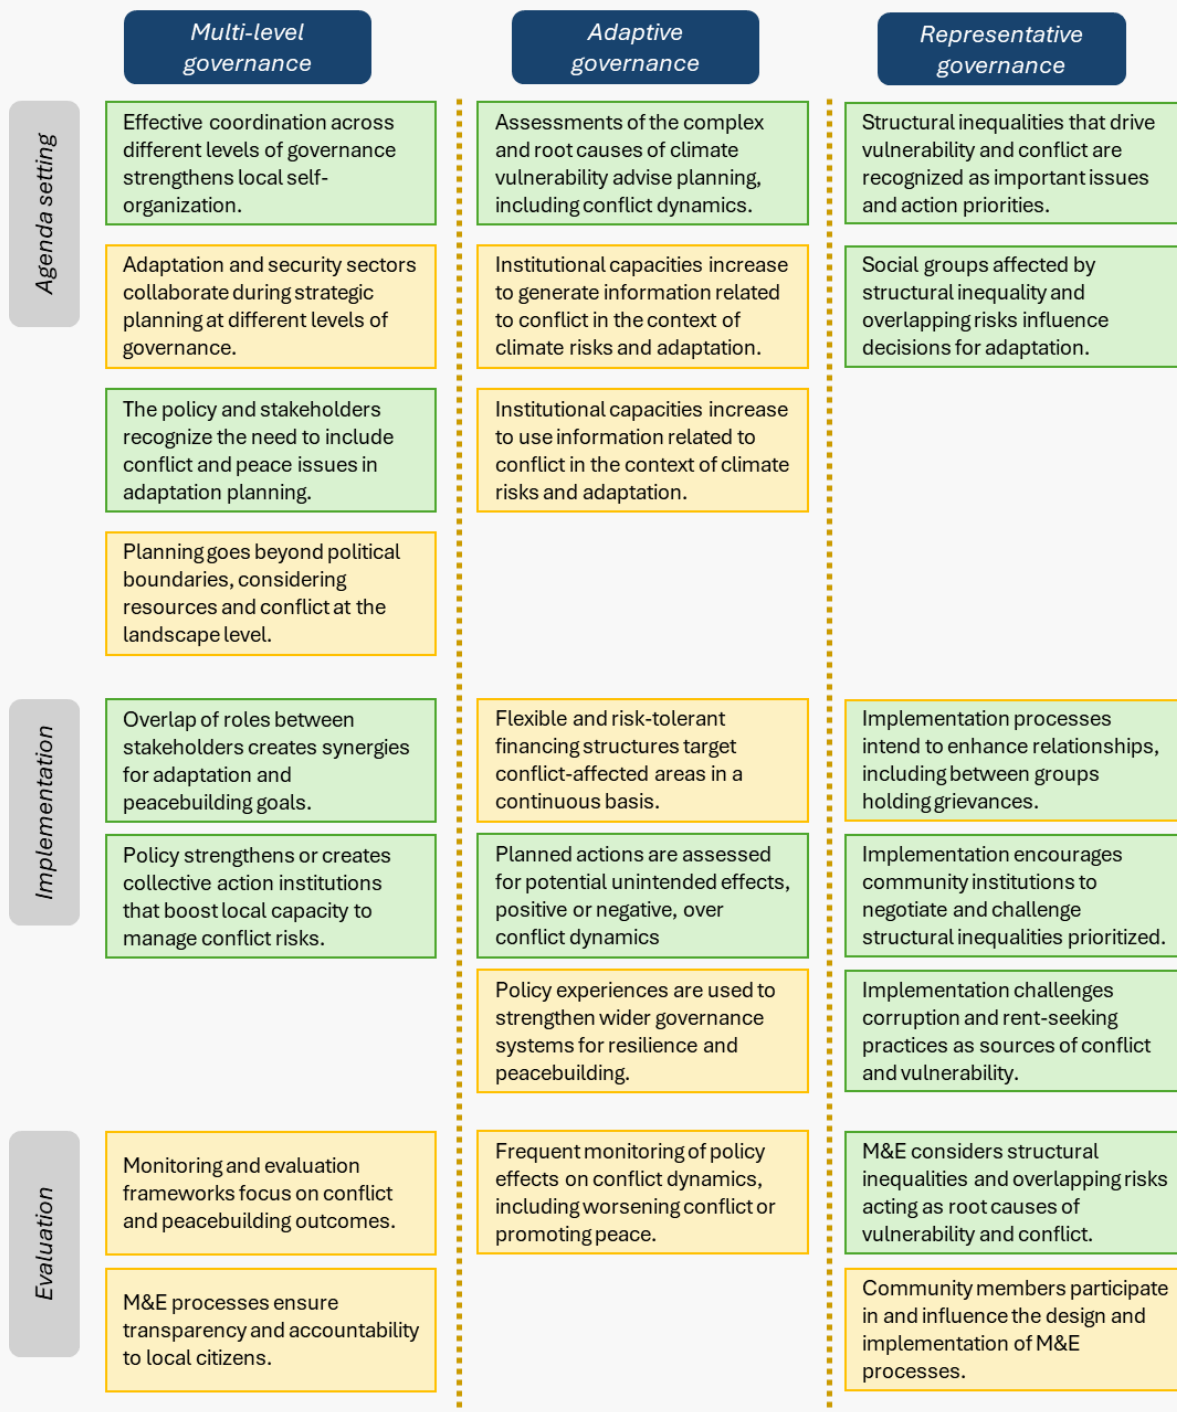 Multi-level
governance
Adaptive
governance
Representative
governance
Agenda setting
Effective coordination across
different levels of governance
strengthens local self-
organization.
Assessments of the complex
and root causes of climate
vulnerability advise planning,
including conflict dynamics.
Structural inequalities that drive
vulnerability and conflict are
recognized as important issues
and action priorities.
Adaptation and security sectors
collaborate during strategic
planning at different levels of
governance.
Institutional capacities increase
to generate information related
to conflict in the context of
climate risks and adaptation.
Social groups affected by
structural inequality and
overlapping risks influence
decisions for adaptation.
The policy and stakeholders
recognize the need to include
conflict and peace issues in
adaptation planning.
Institutional capacities increase
to use information related to
conflict in the context of climate
risks and adaptation.
Planning goes beyond political
boundaries, considering
resources and conflict at the
landscape level.
Implementation
Overlap of roles between
stakeholders creates synergies
for adaptation and
peacebuilding goals.
Flexible and risk-tolerant
financing structures target
conflict-affected areas in a
continuous basis.
Implementation processes
intend to enhance relationships,
including between groups
holding grievances.
Policy strengthens or creates
collective action institutions
that boost local capacity to
manage conflict risks.
Planned actions are assessed
for potential unintended effects,
positive or negative, over
conflict dynamics
Implementation encourages
community institutions to
negotiate and challenge
structural inequalities prioritized.
Policy experiences are used to
strengthen wider governance
systems for resilience and
peacebuilding.
Implementation challenges
corruption and rent-seeking
practices as sources of conflict
and vulnerability.
Evaluation
Monitoring and evaluation
frameworks focus on conflict
and peacebuilding outcomes.
Frequent monitoring of policy
effects on conflict dynamics,
including worsening conflict or
promoting peace.
M&E considers structural
inequalities and overlapping risks
acting as root causes of
vulnerability and conflict.
M&E processes ensure
transparency and accountability
to local citizens.
Community members participate
in and influence the design and
implementation of M&E
processes.